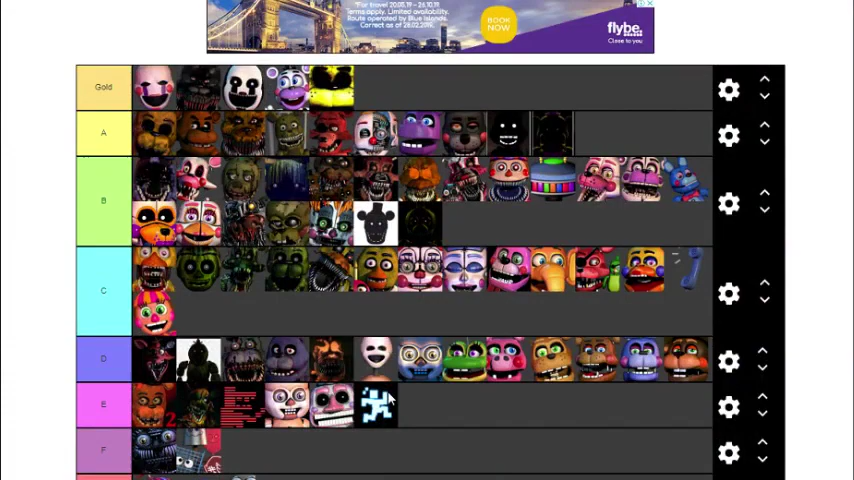 *For travel 20.05.19 - 26.10.19.
Terms apply. Limited availability.
Route operated by Blue Islands.
Correct as of 28.02.2019.
BOOK
NOW
flybe.
Close to you
Gold
A
B
C
D
E
2
F